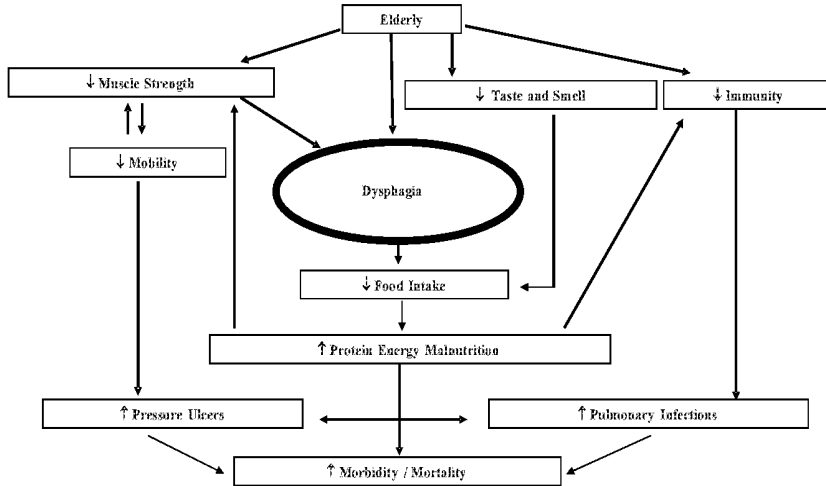 Elderly
↓ Muscle Strength
↓ Taste and Smell
↓ Immunity
↓ Mobility
Dysphagia
↓ Food Intake
↑ Protein Energy Malnutrition
↑ Pressure Ulcers
↑ Pulmonary Infections
↑ Morbidity / Mortality